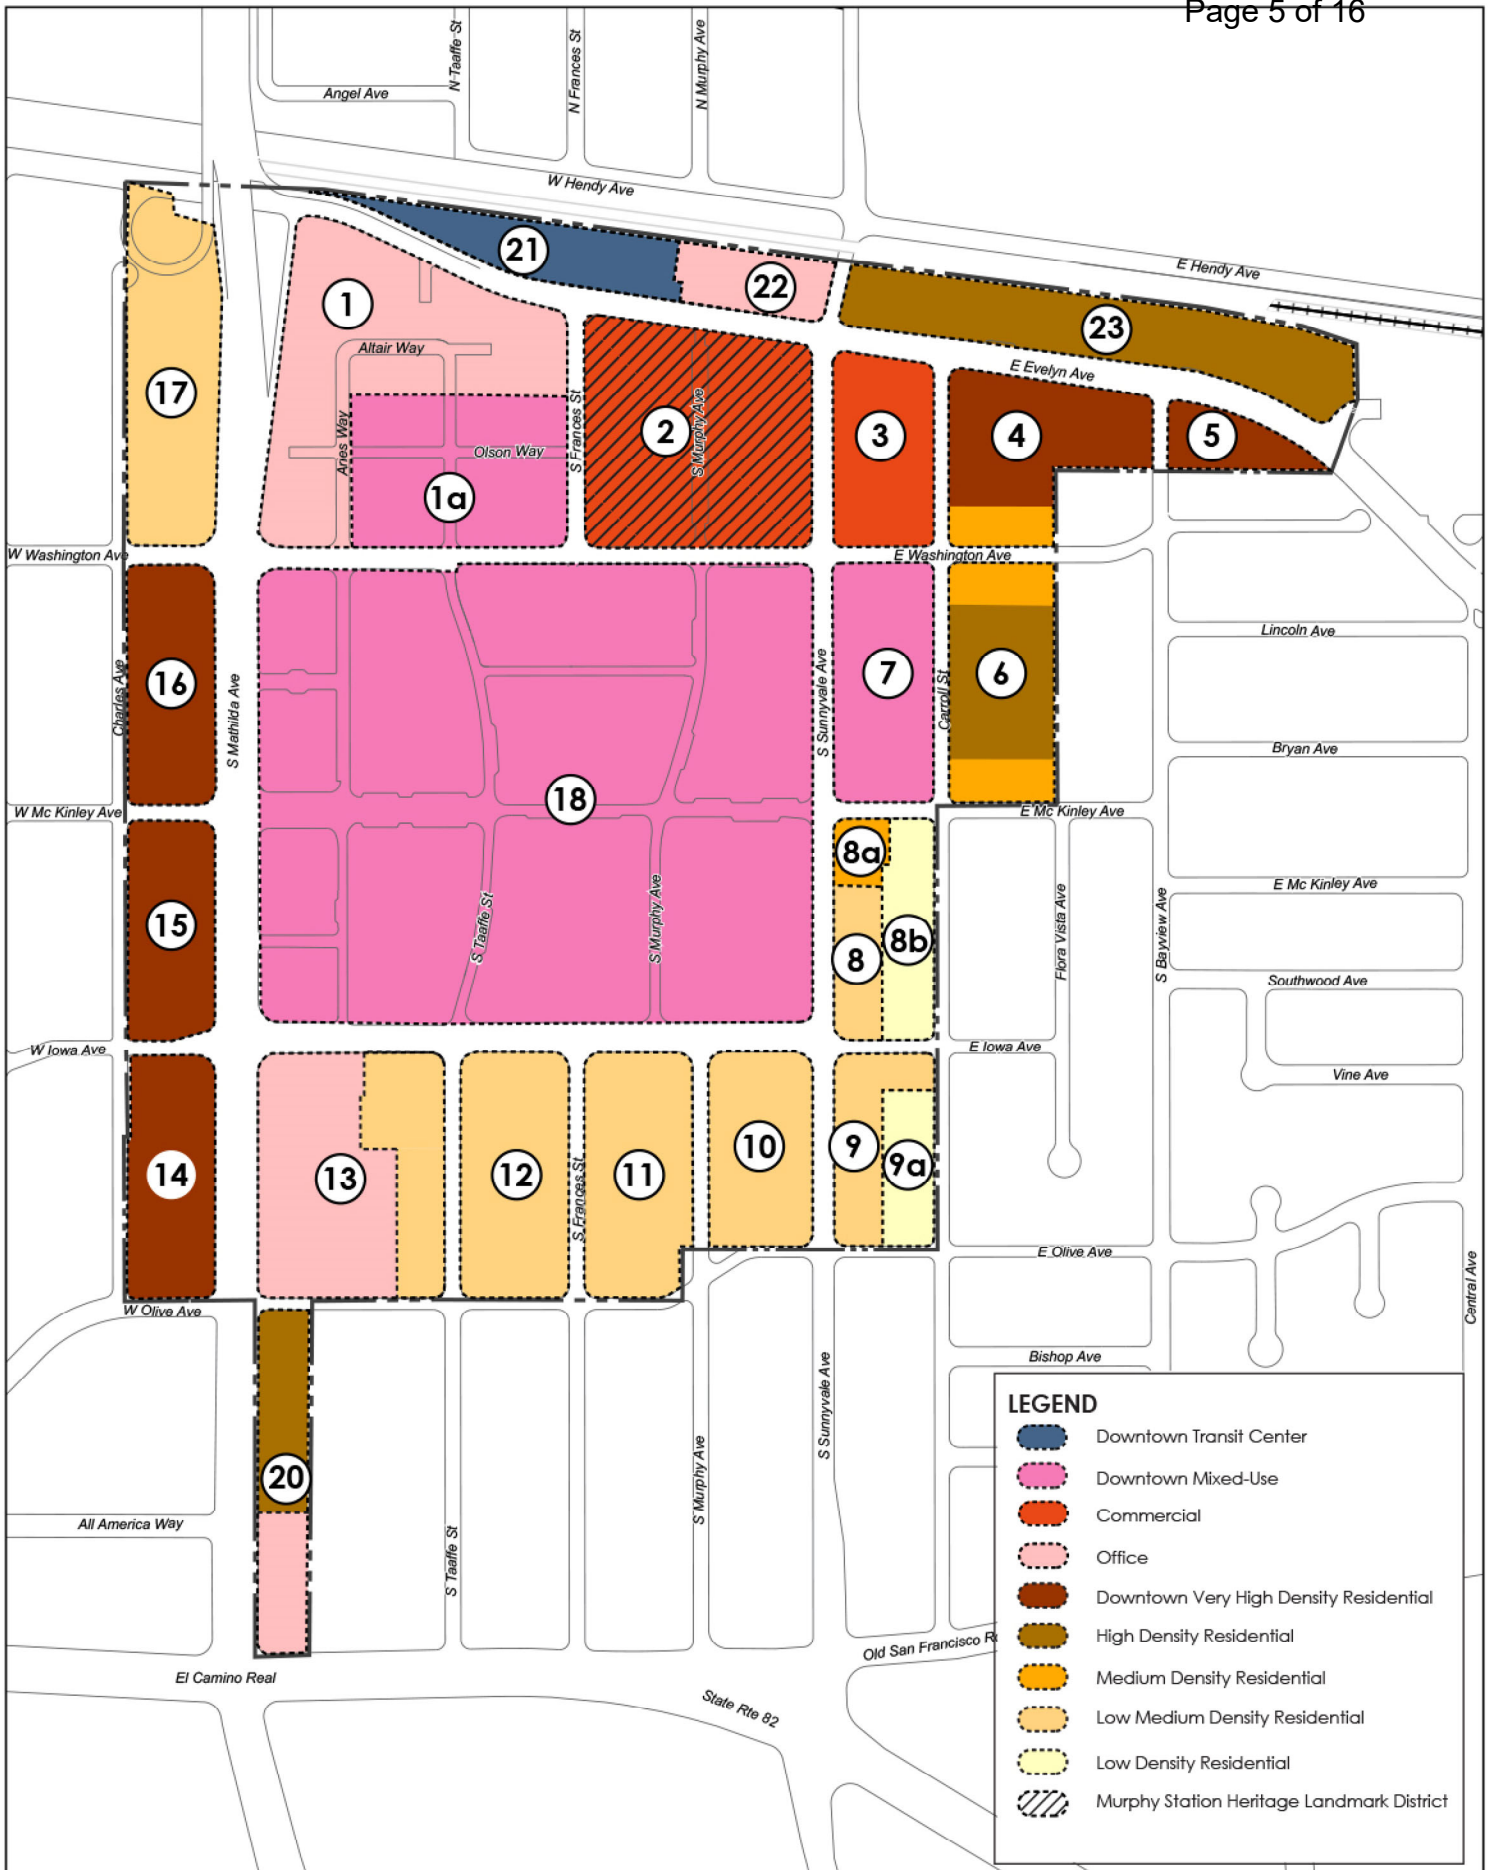 Page 5 of 16
N Taaffe St
N Frances St
N Murphy Ave
Angel Ave
W Hendy Ave
E Hendy Ave
21
22
1
23
Altair Way
E Evelyn Ave
17
Aries Way
S Frances St
2
S Murphy Ave
3
4
5
Olson Way
1a
W Washington Ave
E Washington Ave
Lincoln Ave
Charles Ave
16
S Mathilda Ave
S Sunnyvale Ave
7
Carroll St
6
Bryan Ave
18
W Mc Kinley Ave
E Mc Kinley Ave
8a
E Mc Kinley Ave
15
S Taaffe St
S Murphy Ave
8
8b
Flora Vista Ave
S Bayview Ave
Southwood Ave
W Iowa Ave
E Iowa Ave
Vine Ave
14
13
12
S Frances St
11
10
9
9a
E Olive Ave
Central Ave
W Olive Ave
Bishop Ave
20
S Sunnyvale Ave
S Murphy Ave
All America Way
S Taaffe St
Old San Francisco R
El Camino Real
State Rte 82
LEGEND
Downtown Transit Center
Downtown Mixed-Use
Commercial
Office
Downtown Very High Density Residential
High Density Residential
Medium Density Residential
Low Medium Density Residential
Low Density Residential
Murphy Station Heritage Landmark District